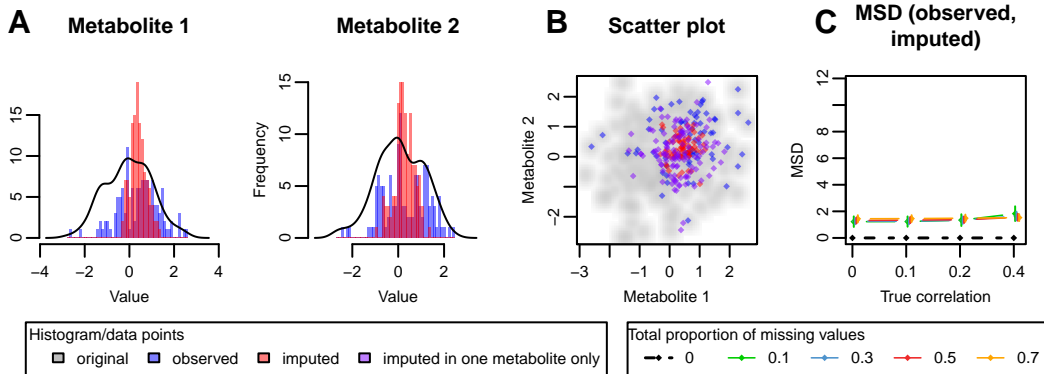 A
Metabolite 1
Metabolite 2
B
Scatter plot
C
MSD (observed,
imputed)
0
5
10
15
−4
−2
0
2
4
Value
Frequency
0
5
10
15
−4
−2
0
2
4
Value
Metabolite 2
−2
0
1
2
−3
−2
−1
0
1
2
Metabolite 1
MSD
0
2
4
6
8
12
0
0.1
0.2
0.4
True correlation
Histogram/data points
original
observed
imputed
imputed in one metabolite only
Total proportion of missing values
0
0.1
0.3
0.5
0.7